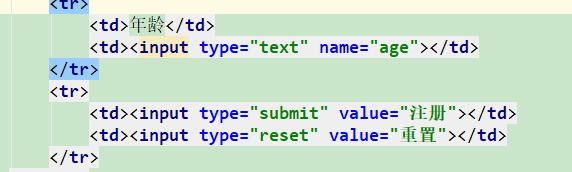 <tr>
<td>年龄</td>
<td><input type="text" name="age"></td>
</tr>
<tr>
<td><input type="submit" value="注册"></td>
<td><input type="reset" value="重置"></td>
</tr>